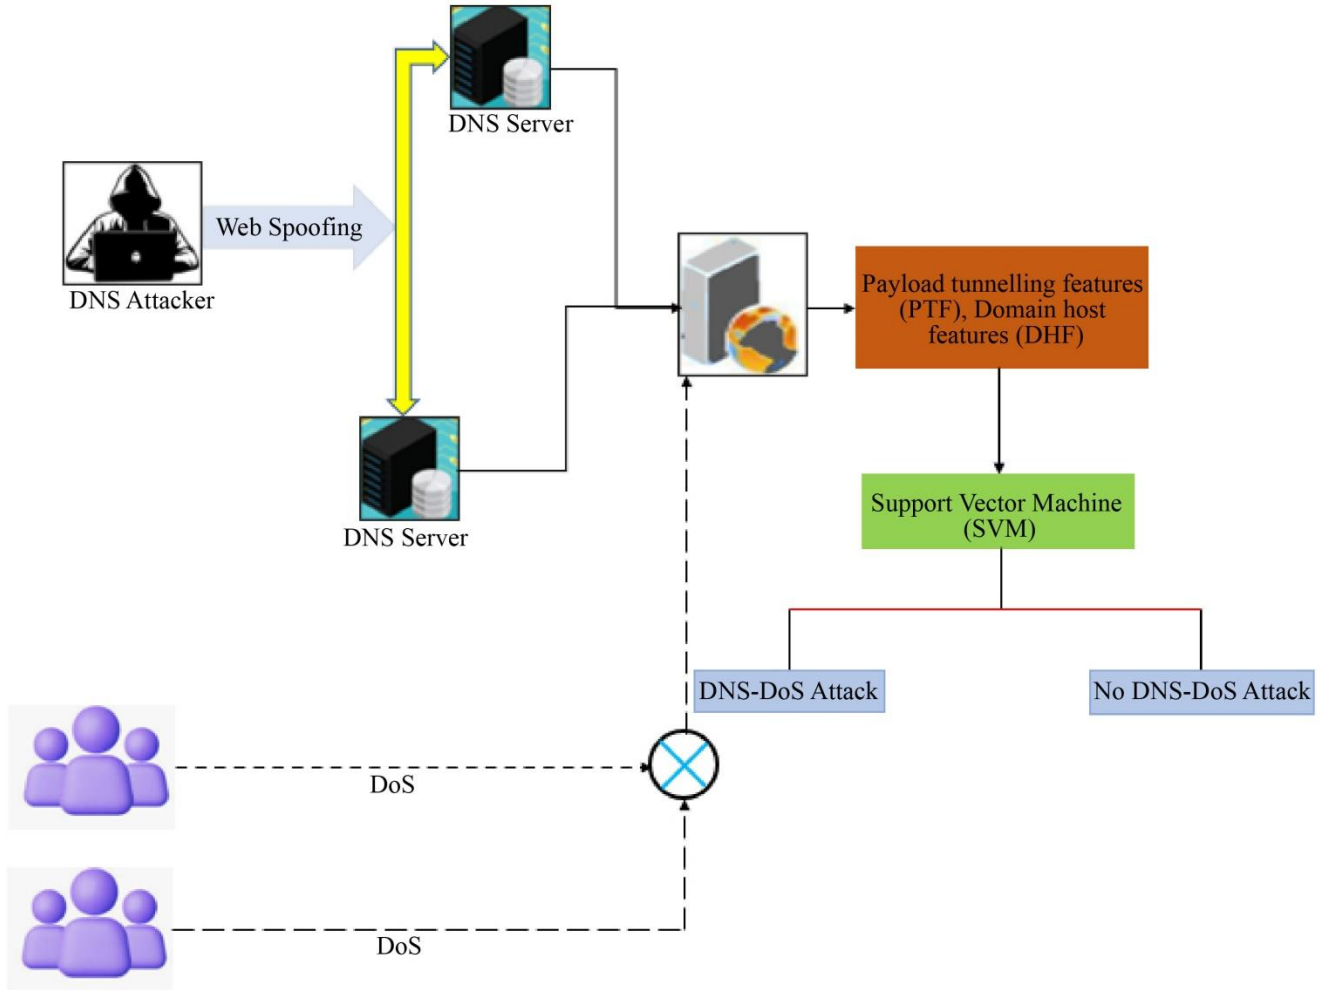 DNS Server
Web Spoofing
DNS Attacker
Payload tunnelling features
(PTF), Domain host
features (DHF)
Support Vector Machine
(SVM)
DNS Server
DNS-DoS Attack
No DNS-DoS Attack
DoS
DoS